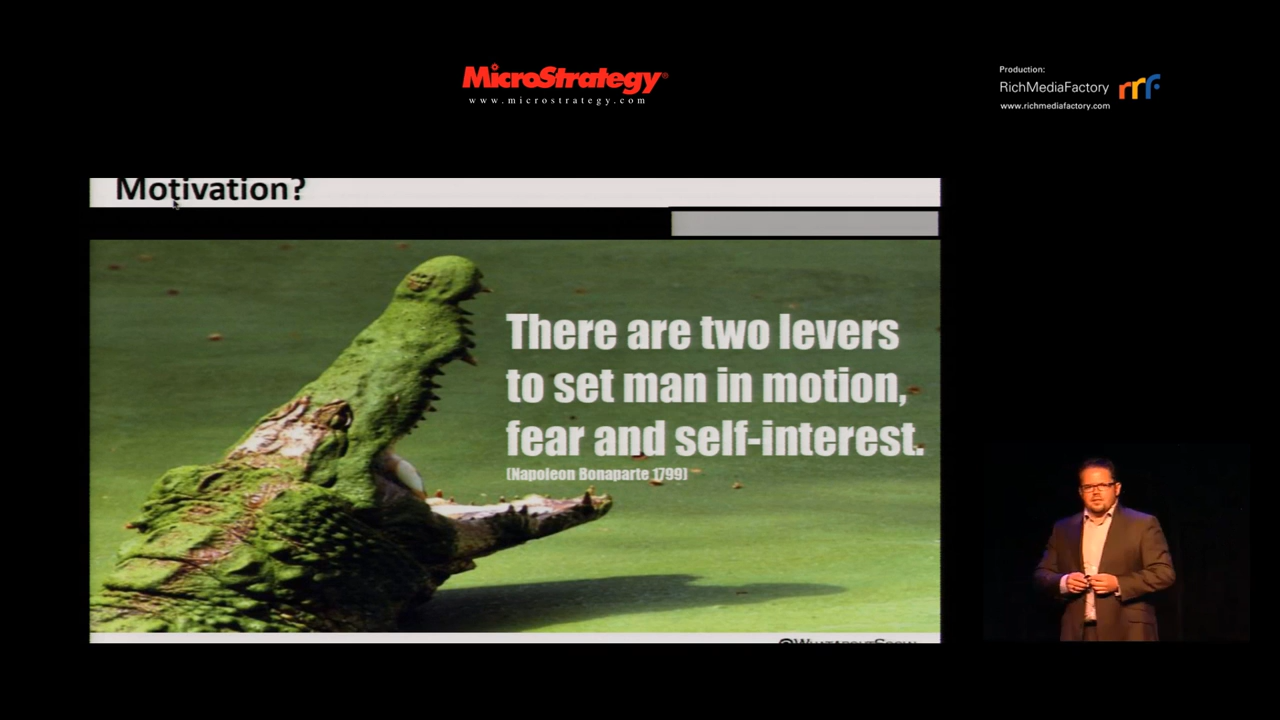 MicroStrategy®
www.microstrategy.com
Production:
RichMediaFactory
rrf
www.richmediafactory.com
Motivation?
There are two levers
to set man in motion,
fear and self-interest.
(Napoleon Bonaparte 1799)